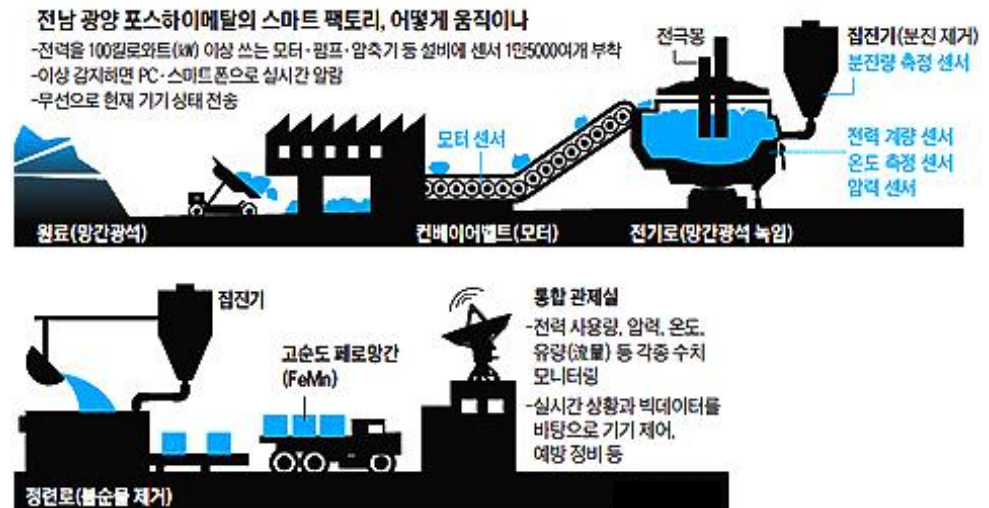 전남 광양 포스하이메탈의 스마트 팩토리, 어떻게 움직이나
-전력을 100킬로와트(㎾) 이상 쓰는 모터·펌프·압축기 등 설비에 센서 1만5000여개 부착
-이상 감지하면 PC·스마트폰으로 실시간 알람
-무선으로 현재 기기 상태 전송
전극봉
집진기(분진 제거)
분진량 측정 센서
모터 센서
전력 계량 센서
온도 측정 센서
압력 센서
원료(망간광석)
컨베이어벨트(모터)
전기로(망간광석 녹임)
집진기
고순도 페로망간
(FeMn)
통합 관제실
-전력 사용량, 압력, 온도,
유량(流量) 등 각종 수치
모니터링
-실시간 상황과 빅데이터를
바탕으로 기기 제어,
예방 정비 등
정련로(불순물 제거)